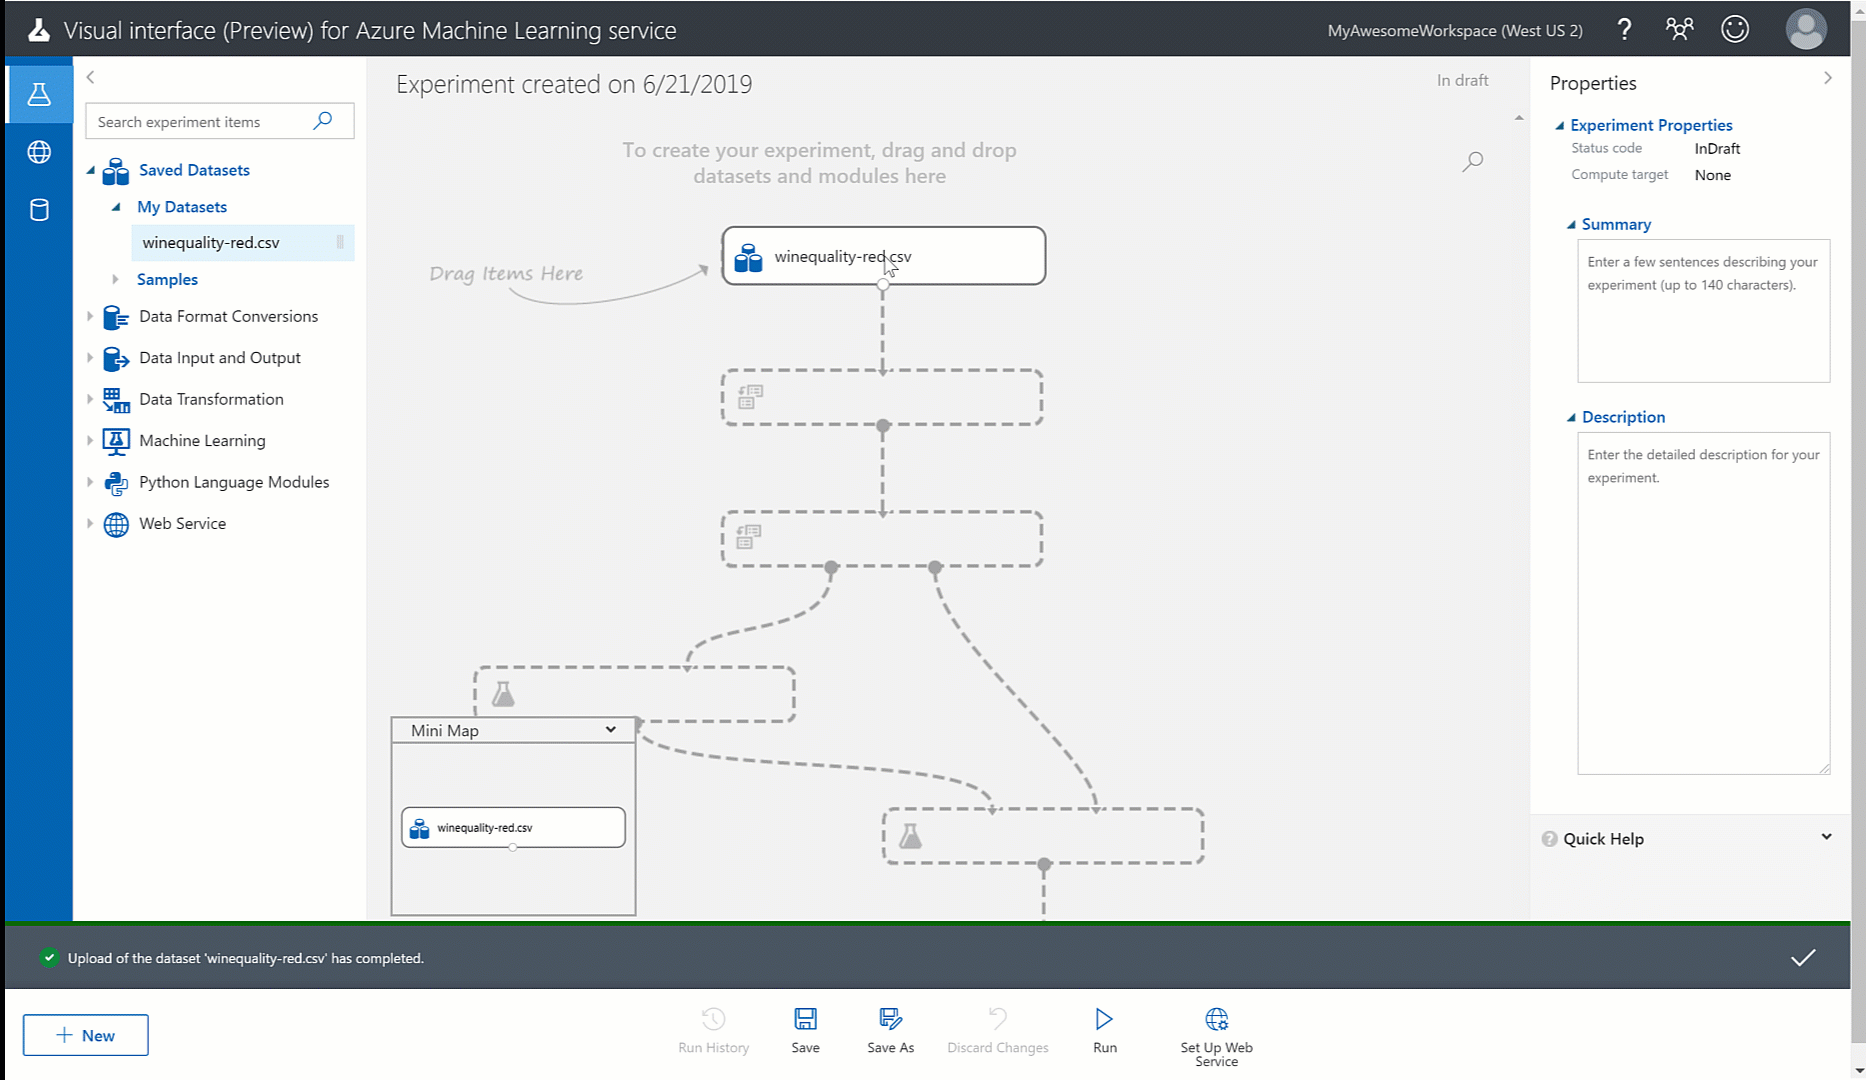 Visual interface (Preview) for Azure Machine Learning service
MyAwesomeWorkspace (West US 2)
?
Search experiment items
Saved Datasets
My Datasets
winequality-red.csv
Samples
Data Format Conversions
Data Input and Output
Data Transformation
Machine Learning
Python Language Modules
Web Service
Experiment created on 6/21/2019
In draft
To create your experiment, drag and drop
datasets and modules here
Drag Items Here
winequality-red.csv
Mini Map
winequality-red.csv
Properties
Experiment Properties
Status code InDraft
Compute target None
Summary
Enter a few sentences describing your
experiment (up to 140 characters).
Description
Enter the detailed description for your
experiment.
? Quick Help
Upload of the dataset 'winequality-red.csv' has completed.
+ New
Run History
Save
Save As
Discard Changes
Run
Set Up Web
Service